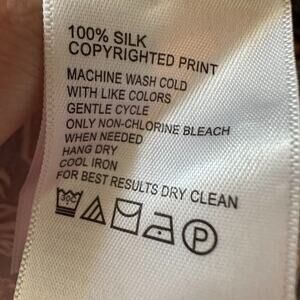 100% SILK
COPYRIGHTED PRINT
MACHINE WASH COLD
WITH LIKE COLORS
GENTLE CYCLE
ONLY NON-CHLORINE BLEACH
WHEN NEEDED
HANG DRY
COOL IRON
FOR BEST RESULTS DRY CLEAN
30C P